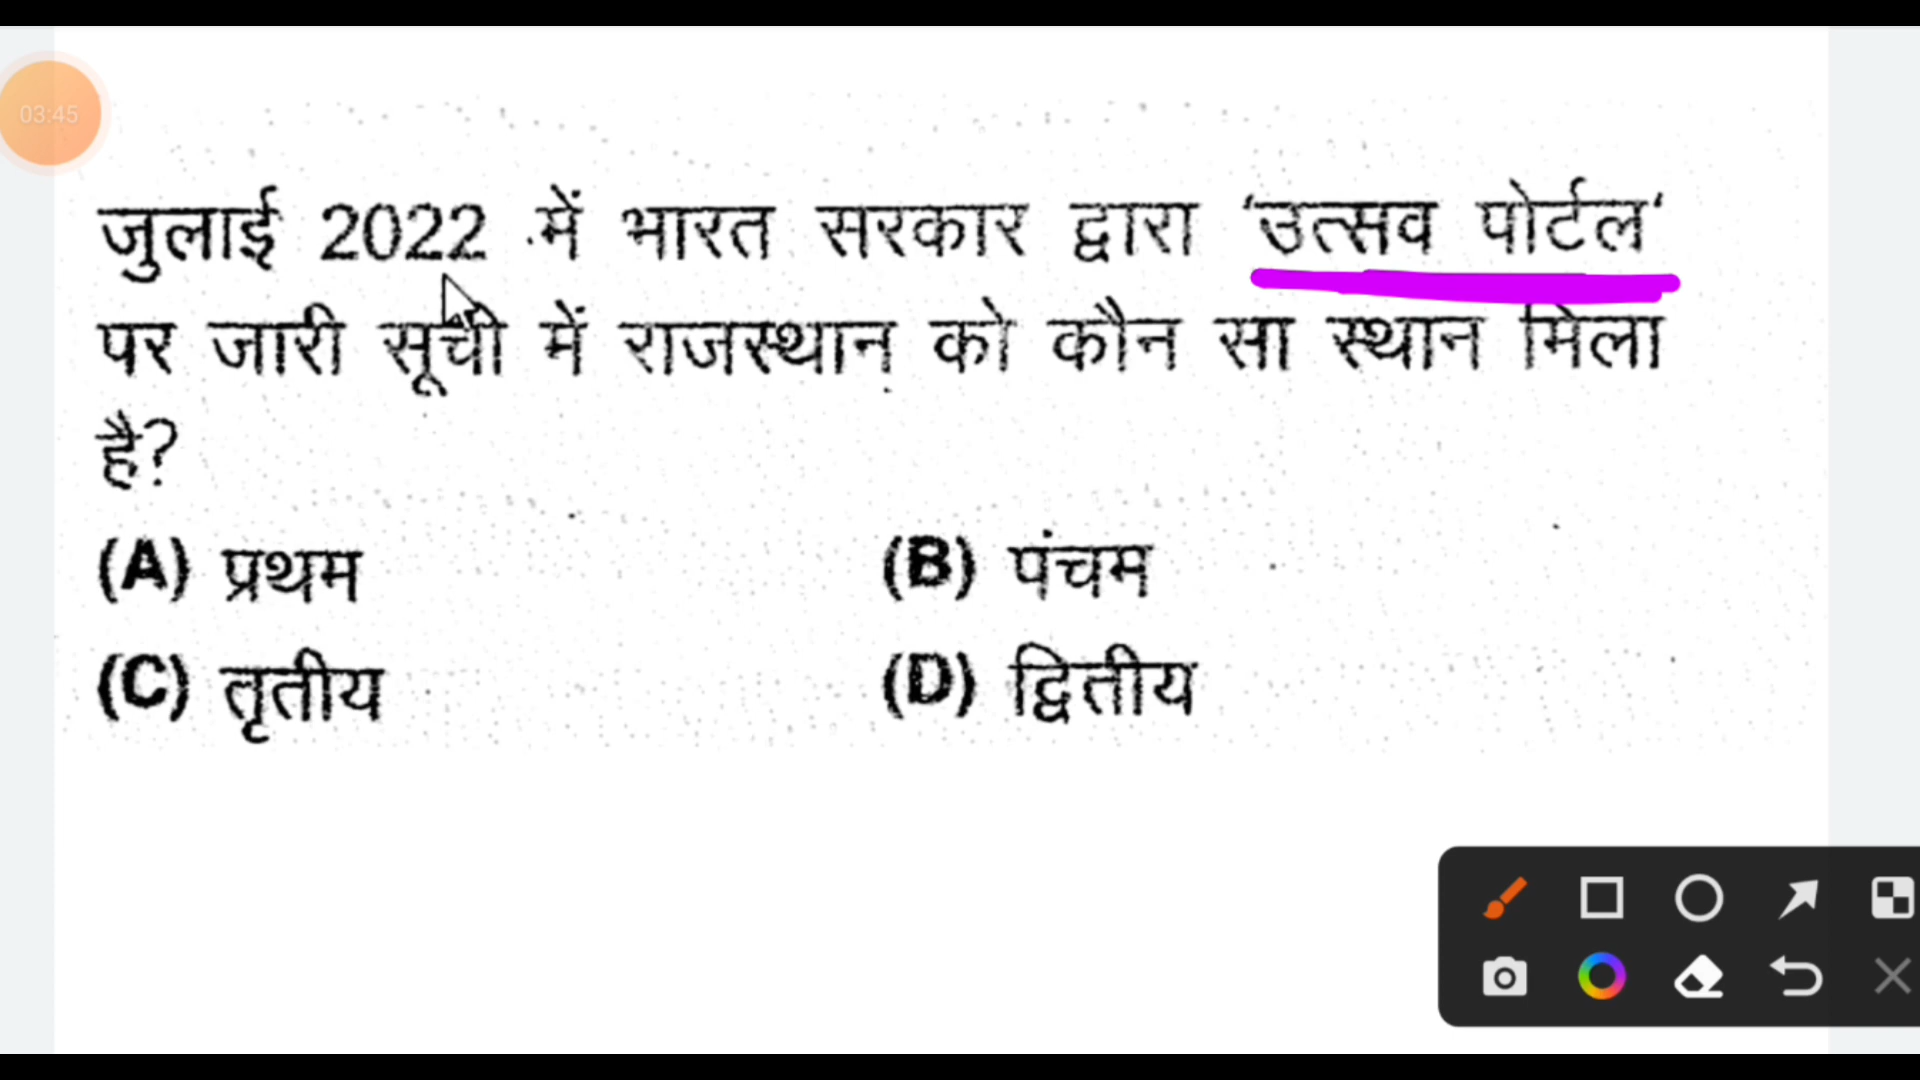 03:45
जुलाई 2022 में भारत सरकार द्वारा ‘उत्सव पोर्टल‘
पर जारी सूची में राजस्थान को कौन सा स्थान मिला
है?
(A) प्रथम (B) पंचम
(C) तृतीय (D) द्वितीय